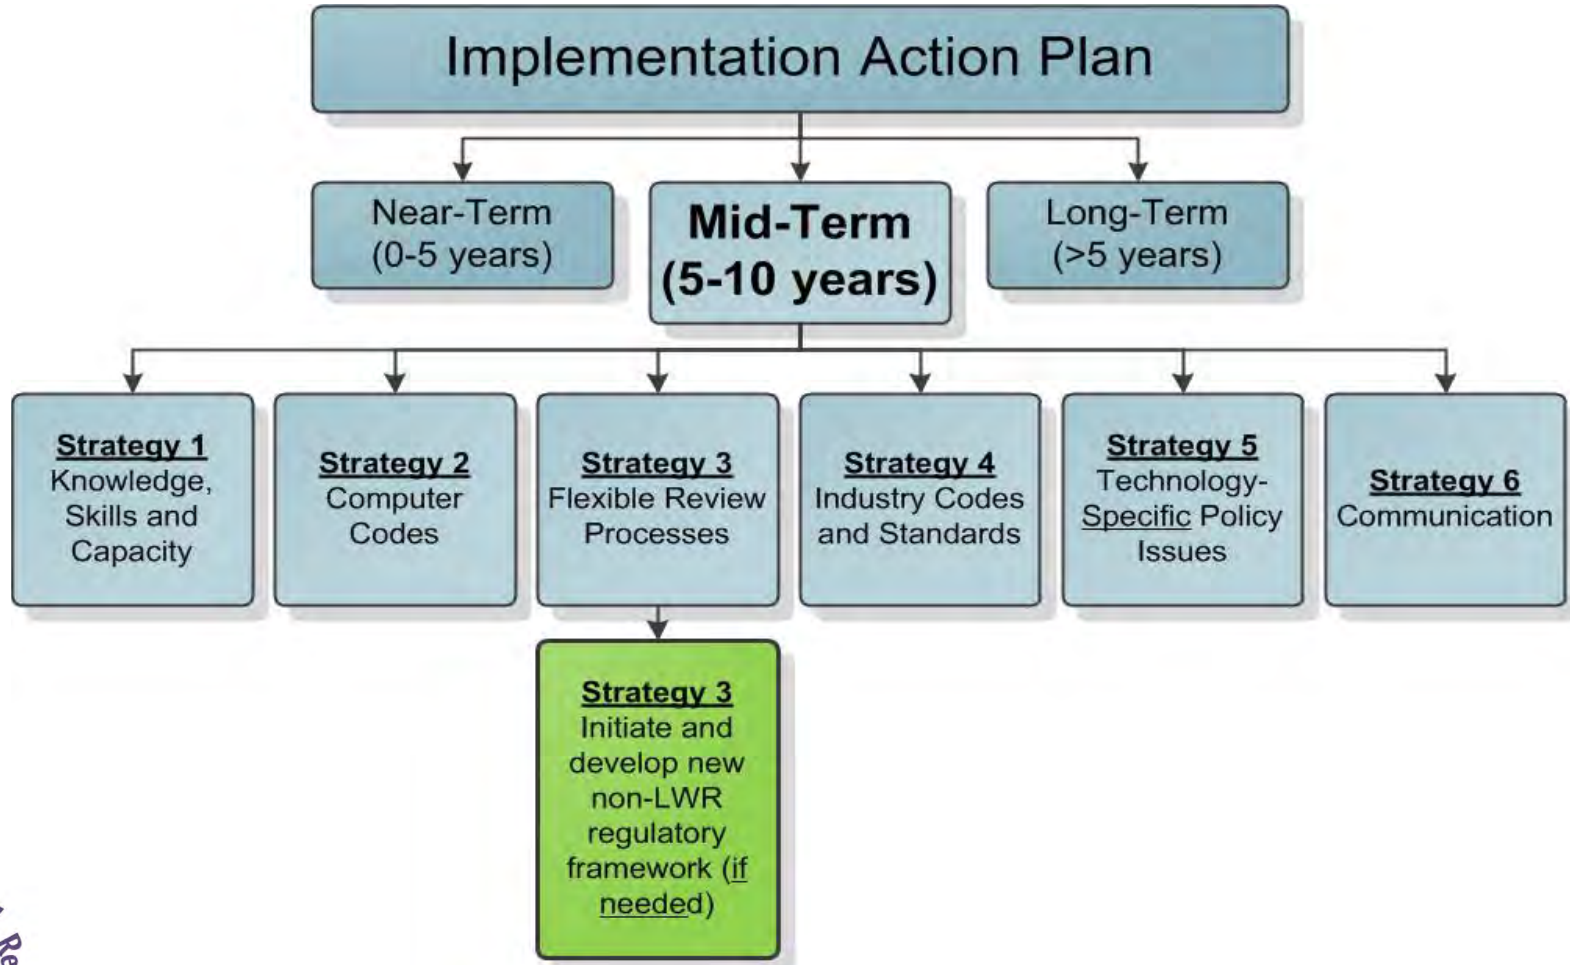 Implementation Action Plan
Near-Term
(0-5 years)
Mid-Term
(5-10 years)
Long-Term
(>5 years)
Strategy 1
Knowledge,
Skills and
Capacity
Strategy 2
Computer
Codes
Strategy 3
Flexible Review
Processes
Strategy 4
Industry Codes
and Standards
Strategy 5
Technology-
Specific Policy
Issues
Strategy 6
Communication
Strategy 3
Initiate and
develop new
non-LWR
regulatory
framework (if
needed)